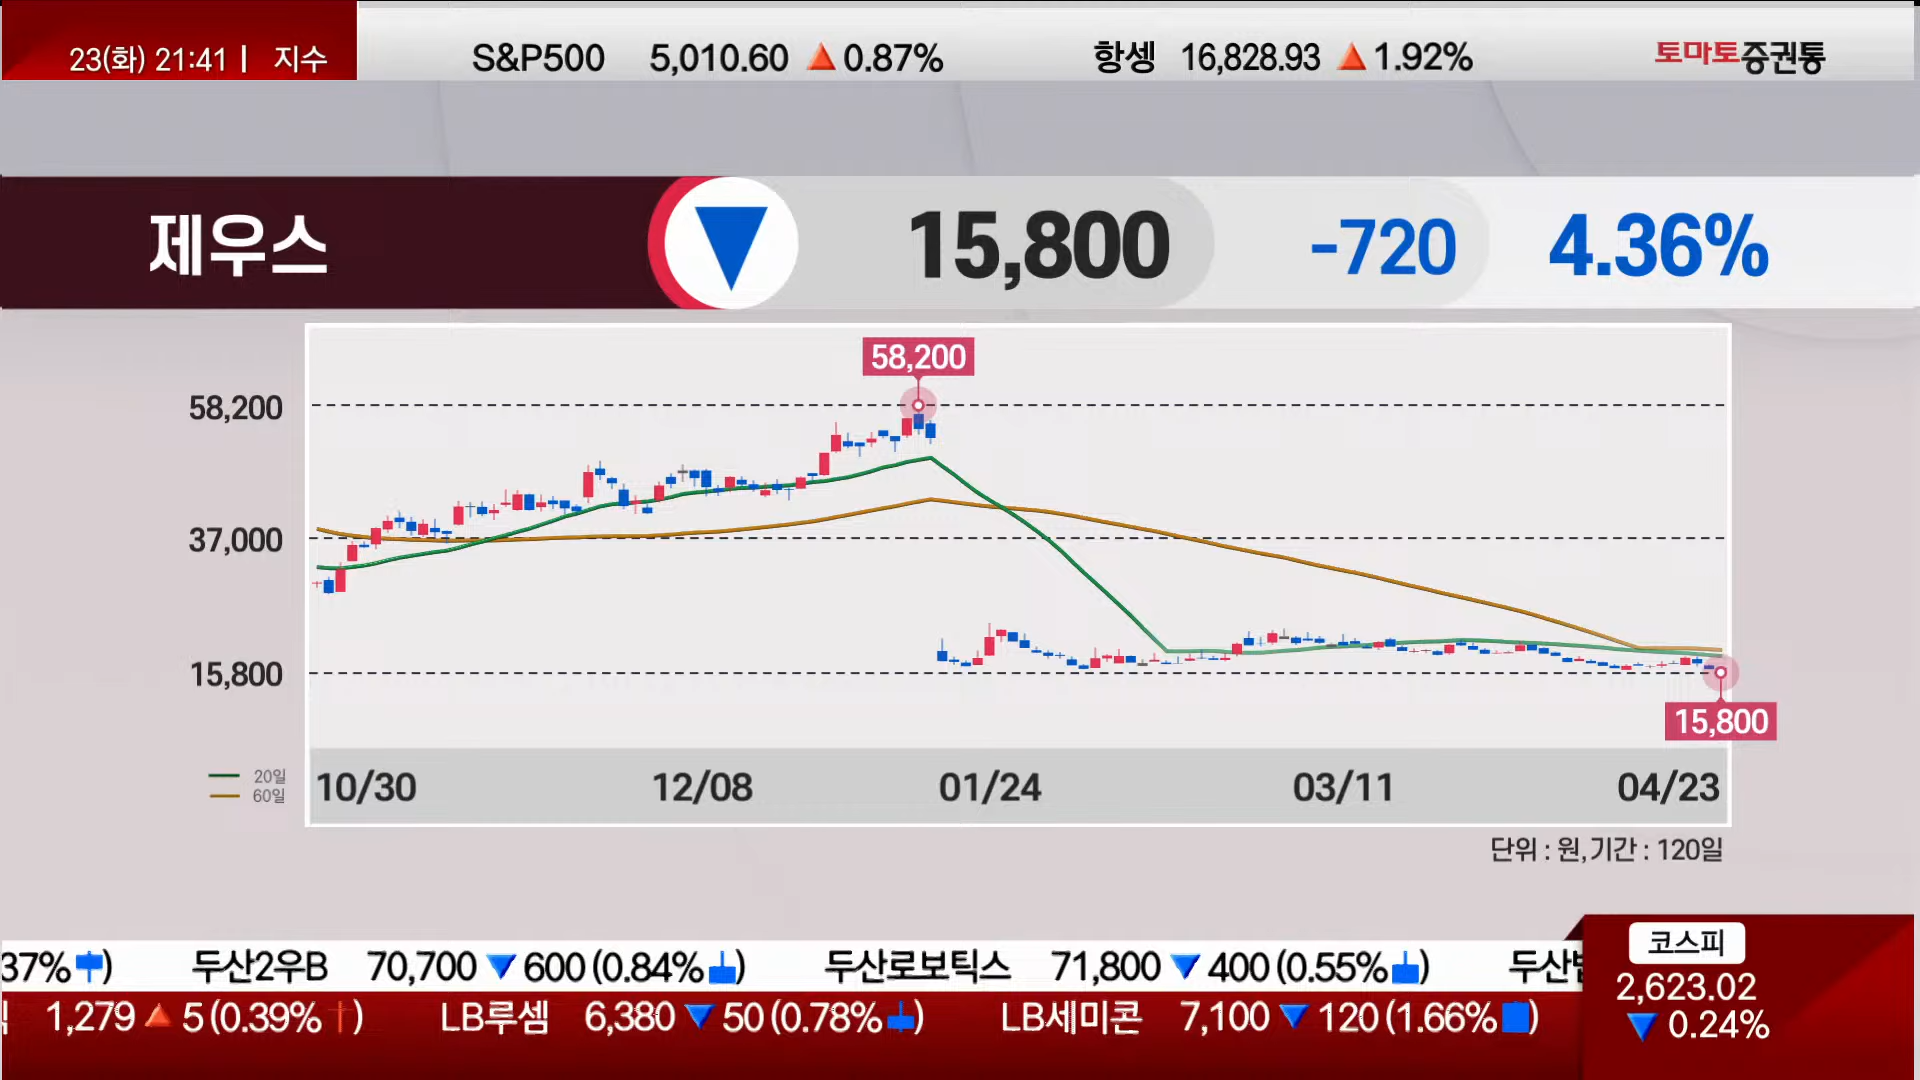 23(화) 21:41 | 지수 S&P500 5,010.60 ▲ 0.87% 항셍 16,828.93 ▲ 1.92% 토마토증권통
제우스 ▼ 15,800 -720 4.36%
58,200
58,200
37,000
15,800
15,800
20일
60일
10/30 12/08 01/24 03/11 04/23
단위 : 원, 기간 : 120일
37% ) 두산2우B 70,700 ▼ 600 (0.84% ) 두산로보틱스 71,800 ▼ 400 (0.55% ) 두산
1,279 ▲ 5 (0.39% ) LB루셈 6,380 ▼ 50 (0.78% ) LB세미콘 7,100 ▼ 120 (1.66% )
코스피
2,623.02
▼ 0.24%